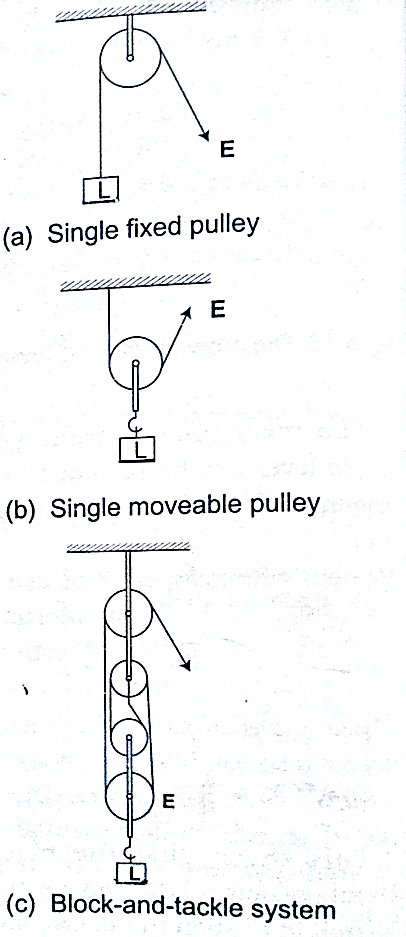 E
L
(a) Single fixed pulley
E
L
(b) Single moveable pulley
E
L
(c) Block-and-tackle system